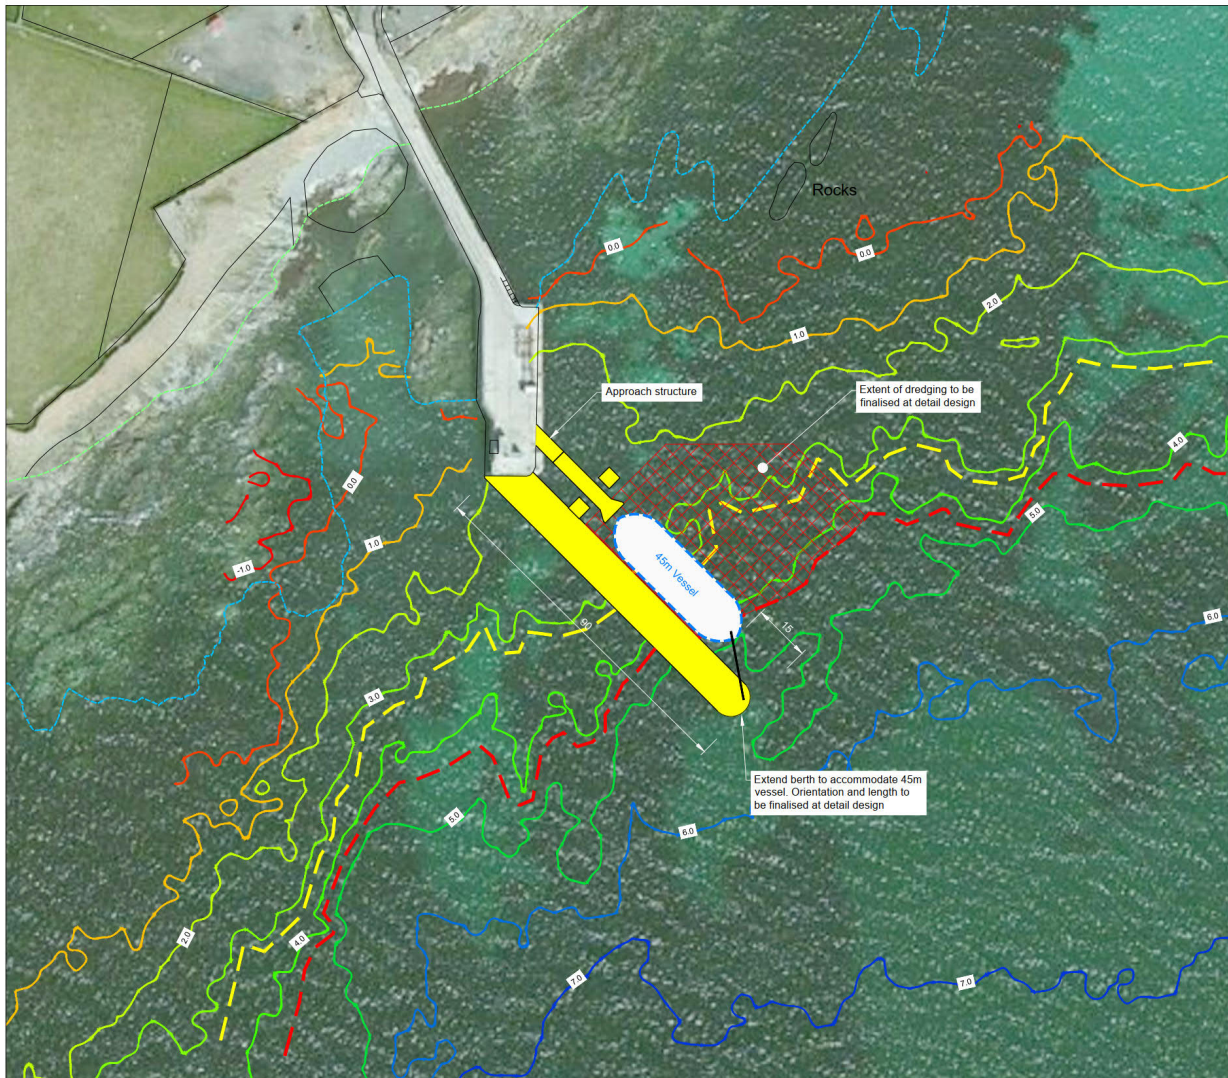 Rocks
0.0
0.0
2.0
1.0
Approach structure
Extent of dredging to be
finalised at detail design
4.0
0.0
5.0
1.0
-1.0
45m Vessel
6.0
90
15
3.0
Extend berth to accommodate 45m
vessel. Orientation and length to
be finalised at detail design
5.0
6.0
2.0
4.0
7.0
7.0